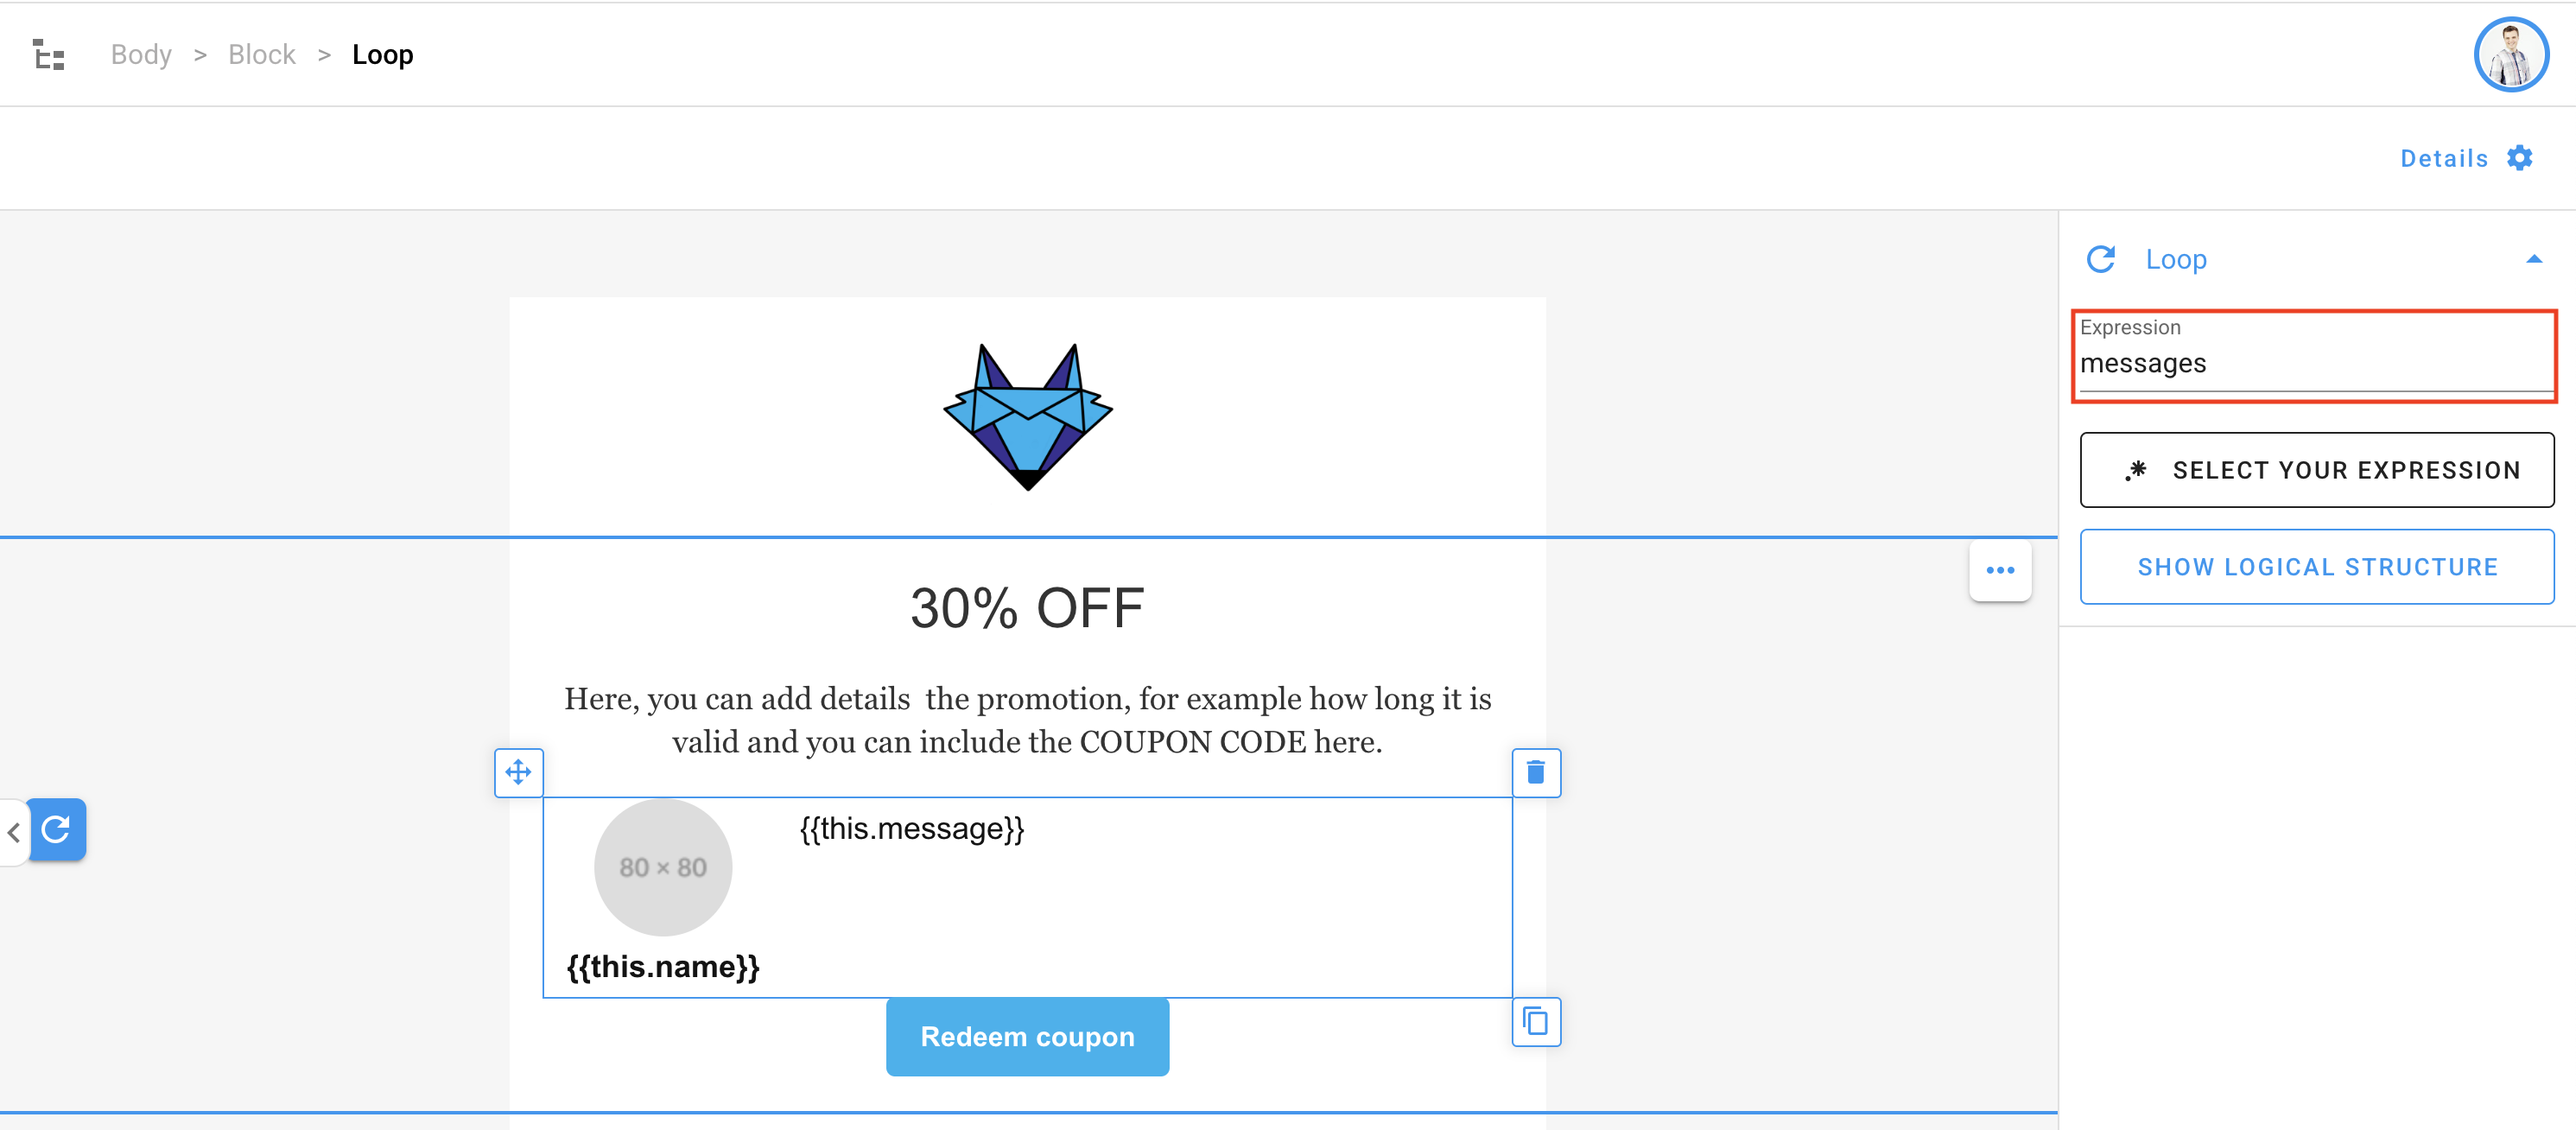 Body > Block > Loop
Details
Loop
Expression
messages
.* SELECT YOUR EXPRESSION
SHOW LOGICAL STRUCTURE
30% OFF
Here, you can add details  the promotion, for example how long it is
valid and you can include the COUPON CODE here.
{{this.message}}
80 × 80
{{this.name}}
Redeem coupon